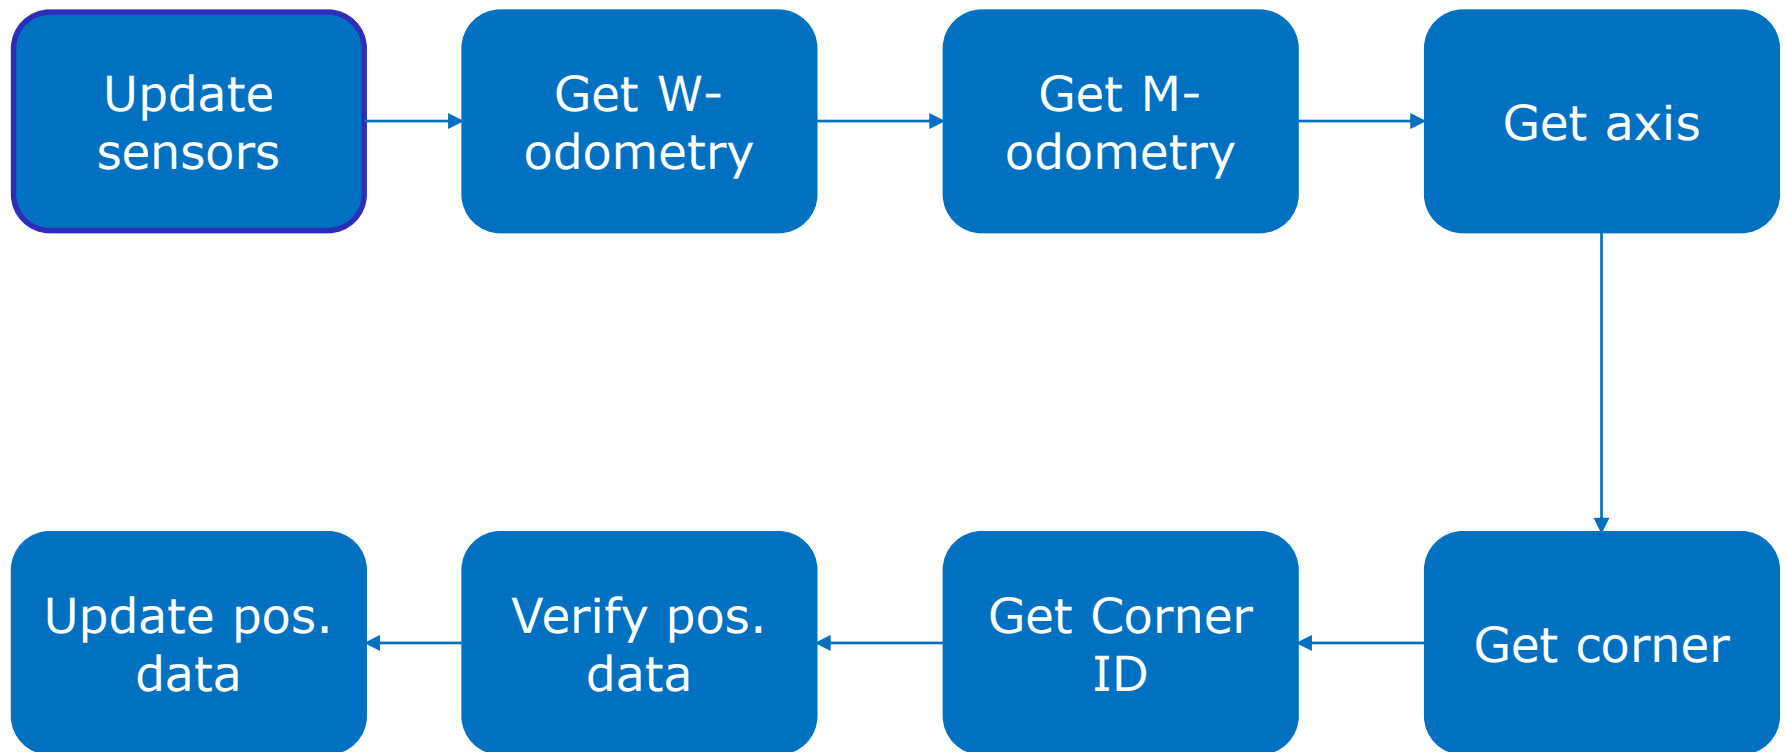 Update
sensors
Get W-
odometry
Get M-
odometry
Get axis
Get corner
Get Corner
ID
Verify pos.
data
Update pos.
data